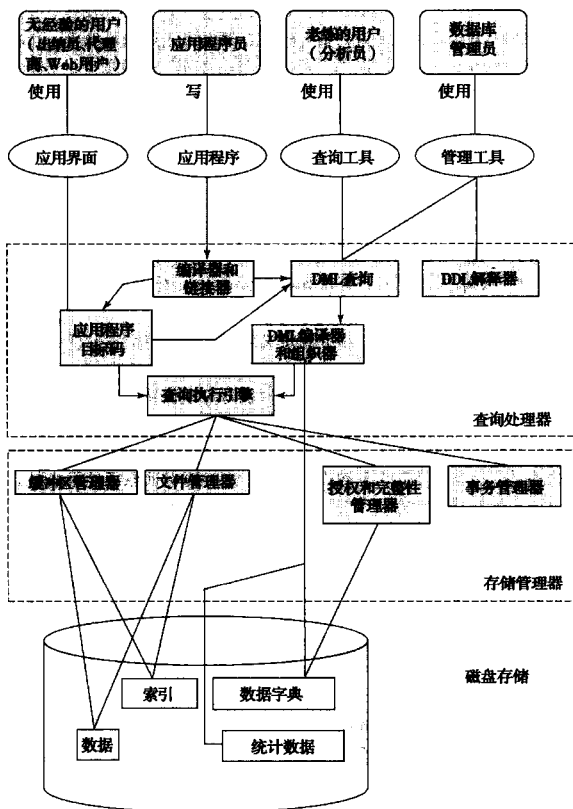 无经验的用户
（出纳员、代理
商、Web用户）
应用程序员
老练的用户
（分析员）
数据库
管理员
使用
写
使用
使用
应用界面
应用程序
查询工具
管理工具
编译器和
链接器
DML查询
DDL解释器
应用程序
目标码
DML编译器
和组织器
查询执行引擎
查询处理器
缓冲区管理器
文件管理器
授权和完整性
管理器
事务管理器
存储管理器
磁盘存储
索引
数据字典
数据
统计数据